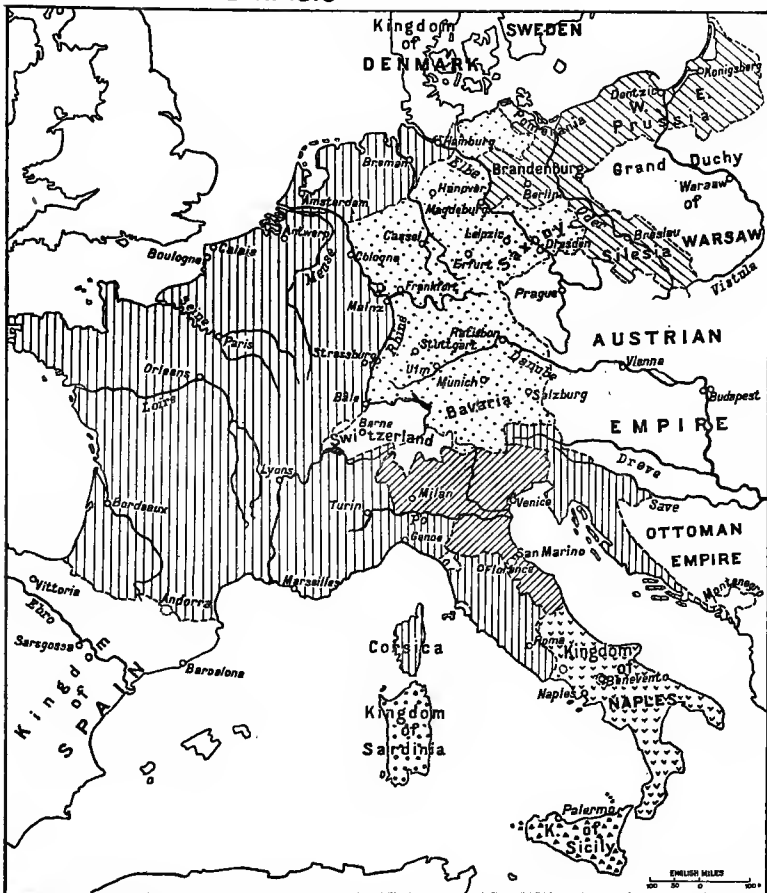 Kingdom
of
DENMARK
SWEDEN
Konigsberg
Dantzic
W.
E.
Prussia
Pomerania
Hamburg
Bremen
Elbe
Brandenburg
Berlin
Grand Duchy
of
WARSAW
Warsaw
Hanover
Magdeburg
Amsterdam
Oder
Breslau
Silesia
Vistula
Cassel
Leipzic
Saxony
Dresden
Erfurt
Antwerp
Calais
Boulogne
Meuse
Cologne
Frankfort
Mainz
Prague
Seine
Paris
Rhine
Strassburg
Stuttgart
Ratisbon
AUSTRIAN
EMPIRE
Ulm
Danube
Vienna
Munich
Salzburg
Budapest
Bavaria
Orleans
Loire
Bâle
Berne
Switzerland
Drave
Save
Lyons
Milan
Venice
Turin
Po
Genoa
Bordeaux
OTTOMAN
EMPIRE
San Marino
Florence
Montenegro
Vittoria
Andorra
Marseilles
Ebro
Saragossa
Barcelona
Kingdom
of
SPAIN
Corsica
Roma
Kingdom
of
NAPLES
Benevento
Naples
Kingdom
of
Sardinia
Palermo
K. of
Sicily
ENGLISH MILES
100 50 0 100